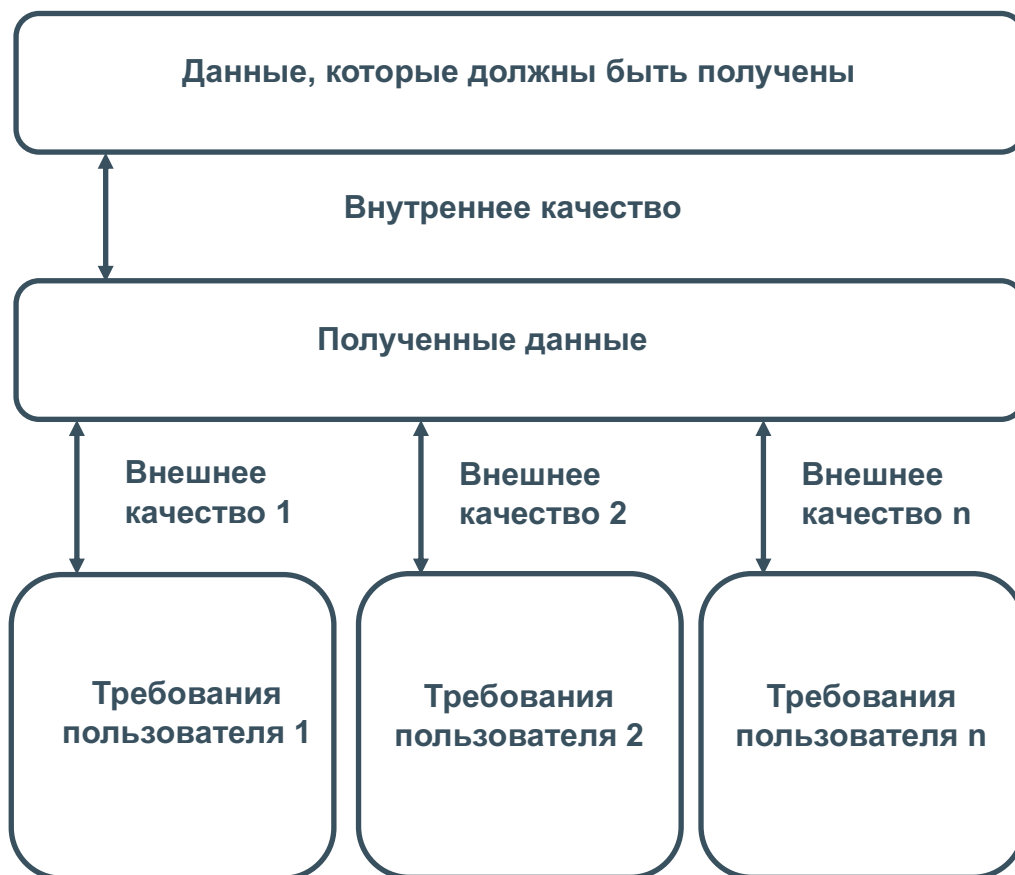 Данные, которые должны быть получены
Внутреннее качество
Полученные данные
Внешнее
качество 1
Внешнее
качество 2
Внешнее
качество n
Требования
пользователя 1
Требования
пользователя 2
Требования
пользователя n